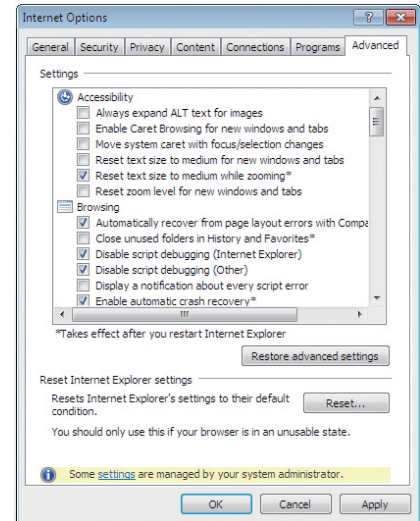 Internet Options
General Security Privacy Content Connections Programs Advanced
Settings
Accessibility
Always expand ALT text for images
Enable Caret Browsing for new windows and tabs
Move system caret with focus/selection changes
Reset text size to medium for new windows and tabs
Reset text size to medium while zooming*
Reset zoom level for new windows and tabs
Browsing
Automatically recover from page layout errors with Compa
Close unused folders in History and Favorites*
Disable script debugging (Internet Explorer)
Disable script debugging (Other)
Display a notification about every script error
Enable automatic crash recovery*
*Takes effect after you restart Internet Explorer
Restore advanced settings
Reset Internet Explorer settings
Resets Internet Explorer's settings to their default
condition.
Reset...
You should only use this if your browser is in an unusable state.
Some settings are managed by your system administrator.
OK Cancel Apply